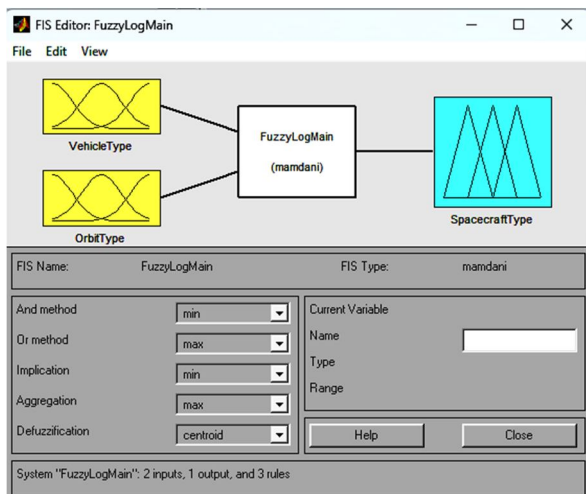 FIS Editor: FuzzyLogMain
File Edit View
VehicleType
OrbitType
FuzzyLogMain
(mamdani)
SpacecraftType
FIS Name: FuzzyLogMain FIS Type: mamdani
And method min
Or method max
Implication min
Aggregation max
Defuzzification centroid
Current Variable
Name
Type
Range
Help Close
System "FuzzyLogMain": 2 inputs, 1 output, and 3 rules